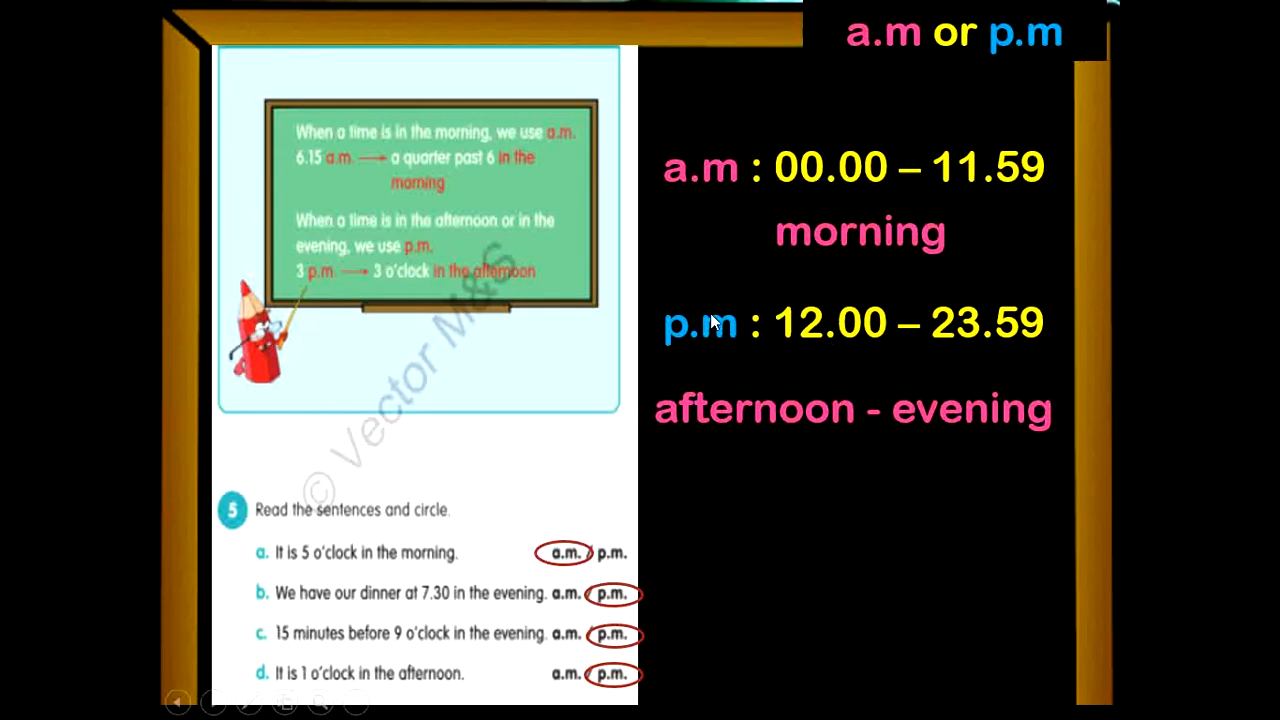 a.m or p.m
When a time is in the morning, we use a.m.
6.15 a.m. → a quarter past 6 in the
morning
When a time is in the afternoon or in the
evening, we use p.m.
3 p.m. → 3 o'clock in the afternoon
© Vector M&S
a.m : 00.00 – 11.59
morning
p.m : 12.00 – 23.59
afternoon - evening
5 Read the sentences and circle.
a. It is 5 o'clock in the morning. a.m. / p.m.
b. We have our dinner at 7.30 in the evening. a.m. / p.m.
c. 15 minutes before 9 o'clock in the evening. a.m. / p.m.
d. It is 1 o'clock in the afternoon. a.m. / p.m.